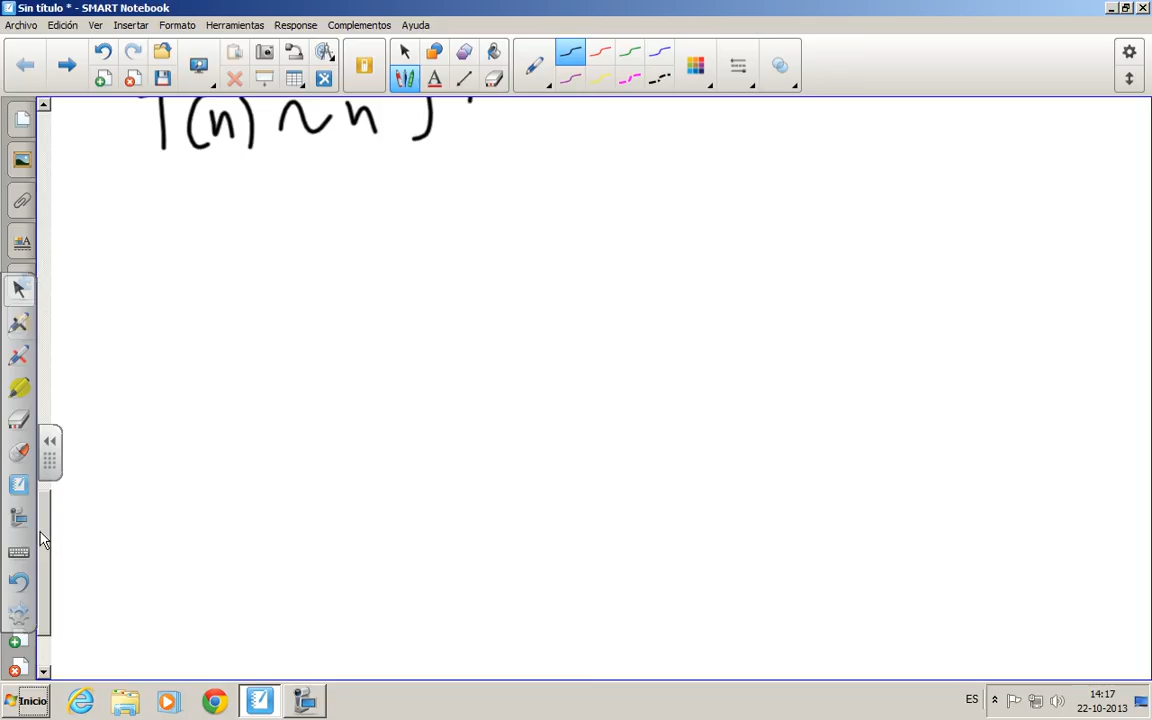 Sin título * - SMART Notebook
Archivo Edición Ver Insertar Formato Herramientas Response Complementos Ayuda
T(n) ~ n
Inicio
ES
14:17
22-10-2013